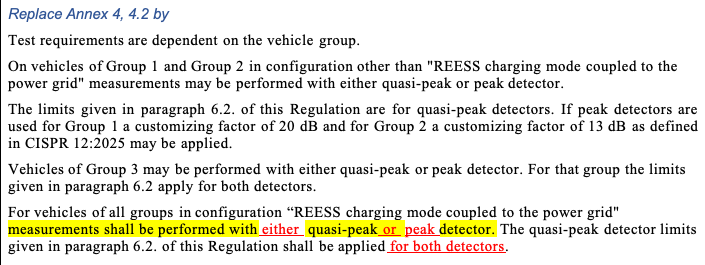 Replace Annex 4, 4.2 by
Test requirements are dependent on the vehicle group.
On vehicles of Group 1 and Group 2 in configuration other than "REESS charging mode coupled to the
power grid" measurements may be performed with either quasi-peak or peak detector.
The limits given in paragraph 6.2. of this Regulation are for quasi-peak detectors. If peak detectors are
used for Group 1 a customizing factor of 20 dB and for Group 2 a customizing factor of 13 dB as defined
in CISPR 12:2025 may be applied.
Vehicles of Group 3 may be performed with either quasi-peak or peak detector. For that group the limits
given in paragraph 6.2 apply for both detectors.
For vehicles of all groups in configuration “REESS charging mode coupled to the power grid"
measurements shall be performed with either quasi-peak or peak detector. The quasi-peak detector limits
given in paragraph 6.2. of this Regulation shall be applied for both detectors.